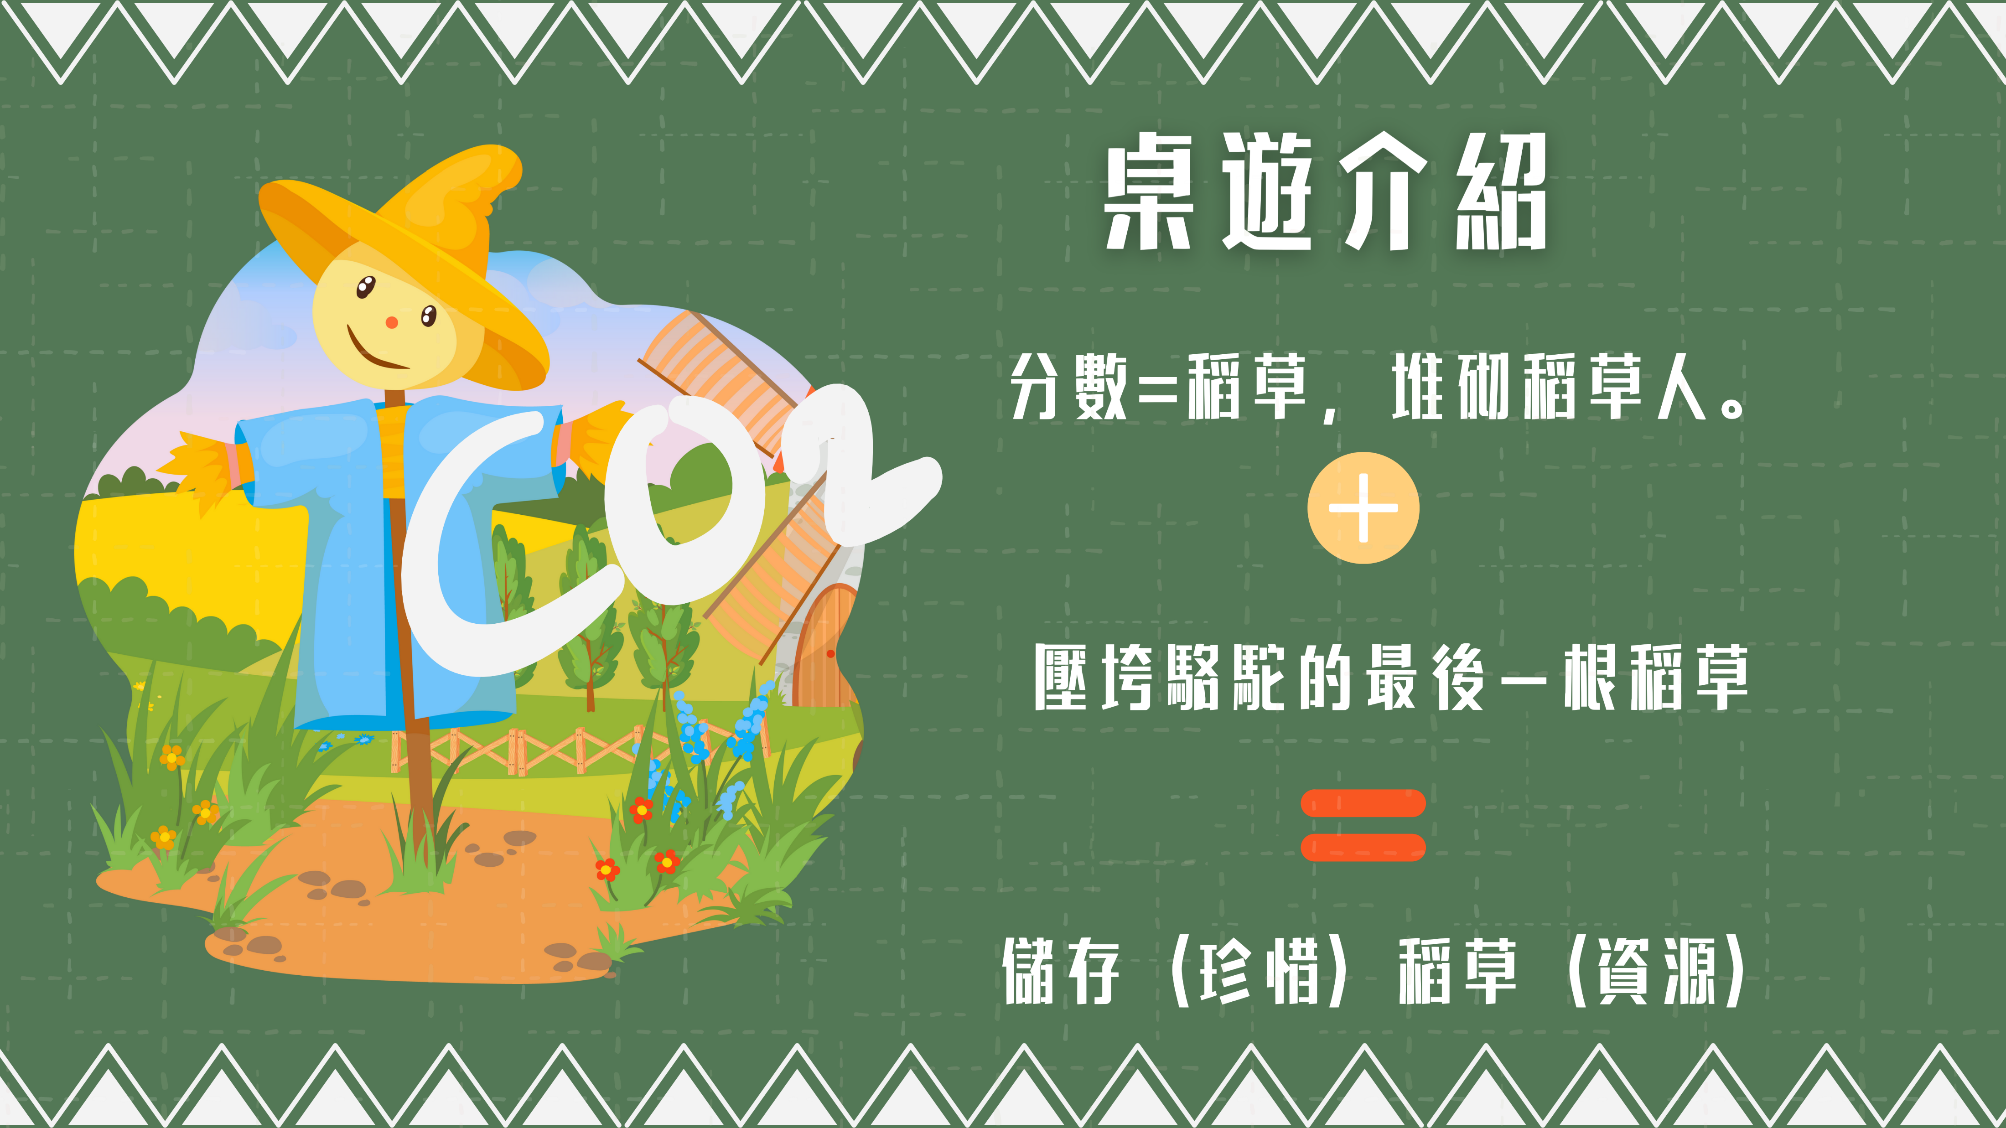 桌遊介紹
分數=稻草，堆砌稻草人。
+
壓垮駱駝的最後一根稻草
=
儲存（珍惜）稻草（資源）